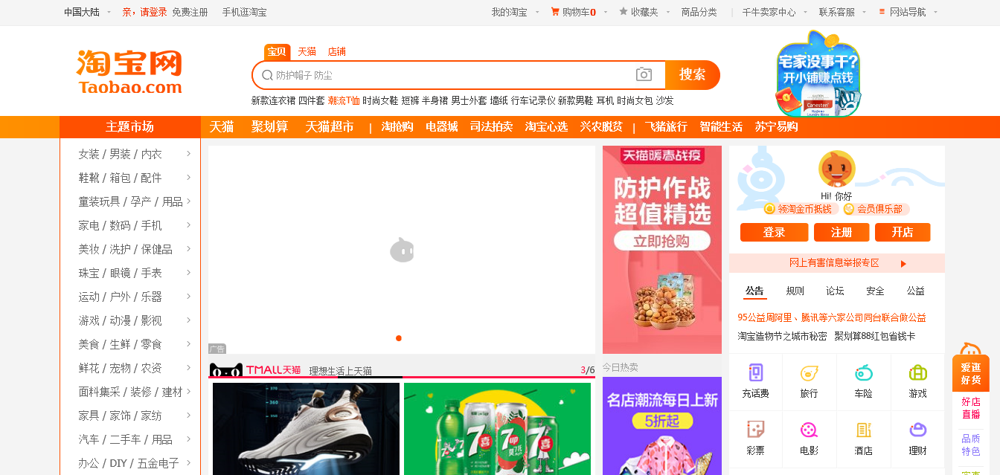 中国大陆 亲，请登录 免费注册 手机逛淘宝 我的淘宝 购物车0 收藏夹 商品分类 千牛卖家中心 联系客服 网站导航
淘宝网
Taobao.com
宝贝 天猫 店铺
防护帽子 防尘
搜索
新款连衣裙 四件套 潮流T恤 时尚女鞋 短裤 半身裙 男士外套 墙纸 行车记录仪 新款男鞋 耳机 时尚女包 沙发
宅家没事干?
开小铺赚点钱
Canesten
主题市场 天猫 聚划算 天猫超市 | 淘抢购 电器城 司法拍卖 淘宝心选 兴农脱贫 | 飞猪旅行 智能生活 苏宁易购
女装 / 男装 / 内衣
鞋靴 / 箱包 / 配件
童装玩具 / 孕产 / 用品
家电 / 数码 / 手机
美妆 / 洗护 / 保健品
珠宝 / 眼镜 / 手表
运动 / 户外 / 乐器
游戏 / 动漫 / 影视
美食 / 生鲜 / 零食
鲜花 / 宠物 / 农资
面料集采 / 装修 / 建材
家具 / 家饰 / 家纺
汽车 / 二手车 / 用品
办公 / DIY / 五金电子
广告
TMALL天猫 理想生活上天猫 3/6
370
360
7喜
7up
莫七托
7喜
天猫暖春战疫
防护作战
超值精选
立即抢购
今日热卖
名店潮流每日上新
5折起
Hi! 你好
领淘金币抵钱 会员俱乐部
登录 注册 开店
网上有害信息举报专区
公告 规则 论坛 安全 公益
95公益周阿里、腾讯等六家公司同台联合做公益
淘宝造物节之城市秘密 聚划算88红包省钱卡
充话费 旅行 车险 游戏
彩票 电影 酒店 理财
爱逛
好货
好店
直播
品质
特色